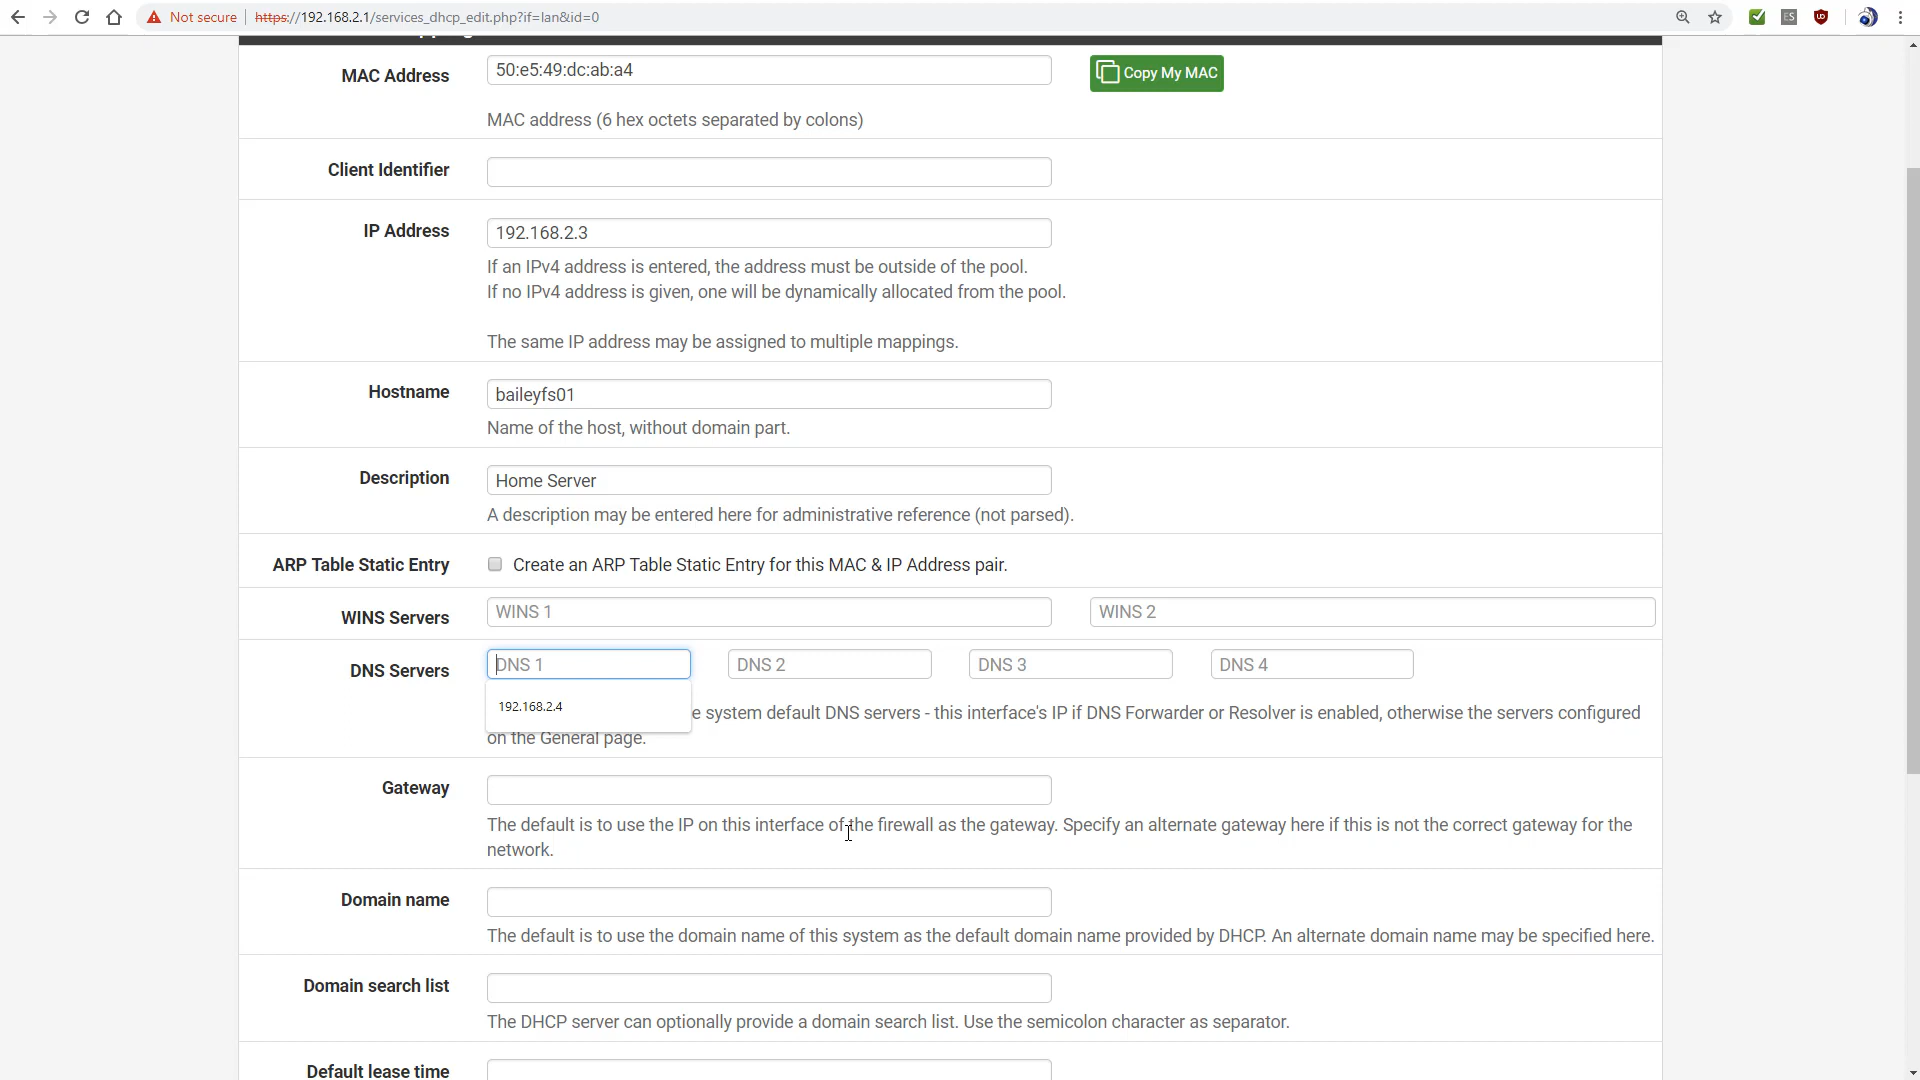 Not secure https://192.168.2.1/services_dhcp_edit.php?if=lan&id=0 ES
MAC Address 50:e5:49:dc:ab:a4 Copy My MAC
MAC address (6 hex octets separated by colons)
Client Identifier
IP Address 192.168.2.3
If an IPv4 address is entered, the address must be outside of the pool.
If no IPv4 address is given, one will be dynamically allocated from the pool.
The same IP address may be assigned to multiple mappings.
Hostname baileyfs01
Name of the host, without domain part.
Description Home Server
A description may be entered here for administrative reference (not parsed).
ARP Table Static Entry Create an ARP Table Static Entry for this MAC & IP Address pair.
WINS Servers WINS 1 WINS 2
DNS Servers DNS 1 DNS 2 DNS 3 DNS 4
192.168.2.4
e system default DNS servers - this interface's IP if DNS Forwarder or Resolver is enabled, otherwise the servers configured
on the General page.
Gateway
The default is to use the IP on this interface of the firewall as the gateway. Specify an alternate gateway here if this is not the correct gateway for the
network.
Domain name
The default is to use the domain name of this system as the default domain name provided by DHCP. An alternate domain name may be specified here.
Domain search list
The DHCP server can optionally provide a domain search list. Use the semicolon character as separator.
Default lease time